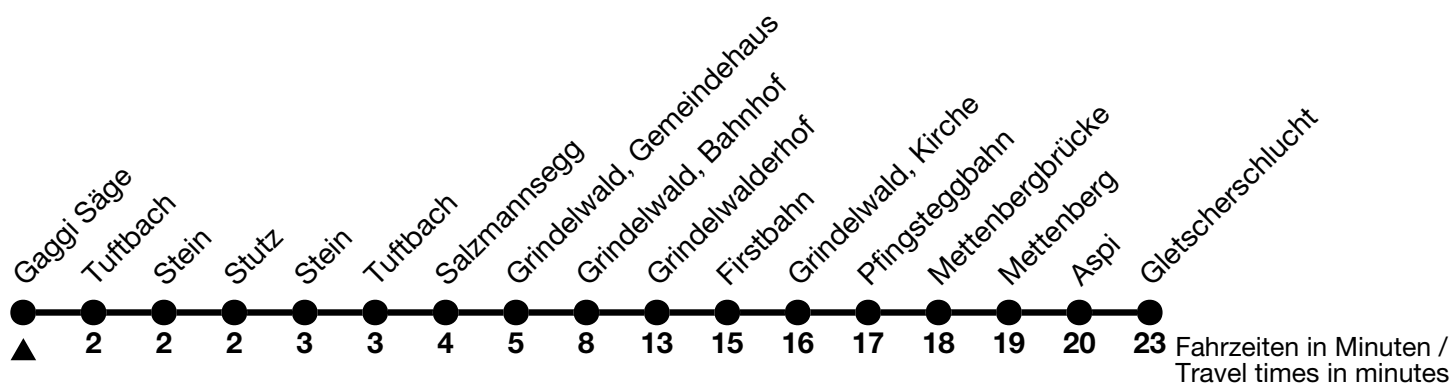 Gaggi Säge
Tuftbach
Stein
Stutz
Stein
Tuftbach
Salzmannsegg
Grindelwald, Gemeindehaus
Grindelwald, Bahnhof
Grindelwalderhof
Firstbahn
Grindelwald, Kirche
Pfingsteggbahn
Mettenbergbrücke
Mettenberg
Aspi
Gletscherschlucht
2 2 2 3 3 4 5 8 13 15 16 17 18 19 20 23
Fahrzeiten in Minuten /
Travel times in minutes